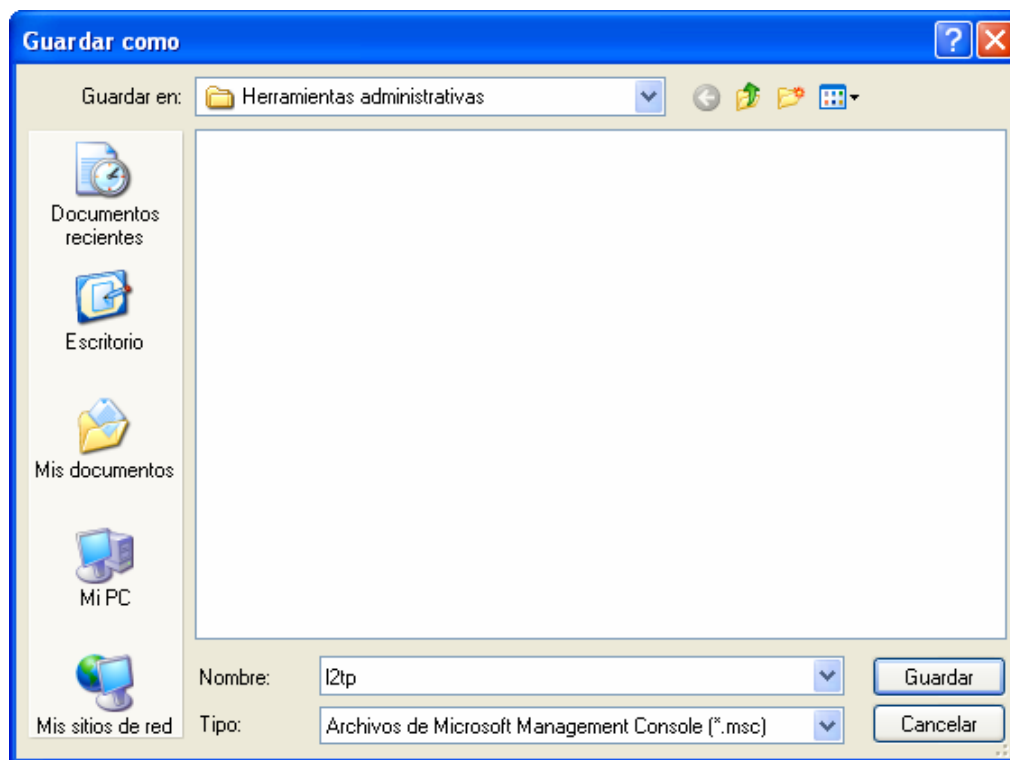 Guardar como
Guardar en:
Herramientas administrativas
Documentos
recientes
Escritorio
Mis documentos
Mi PC
Mis sitios de red
Nombre:
l2tp
Guardar
Tipo:
Archivos de Microsoft Management Console (*.msc)
Cancelar